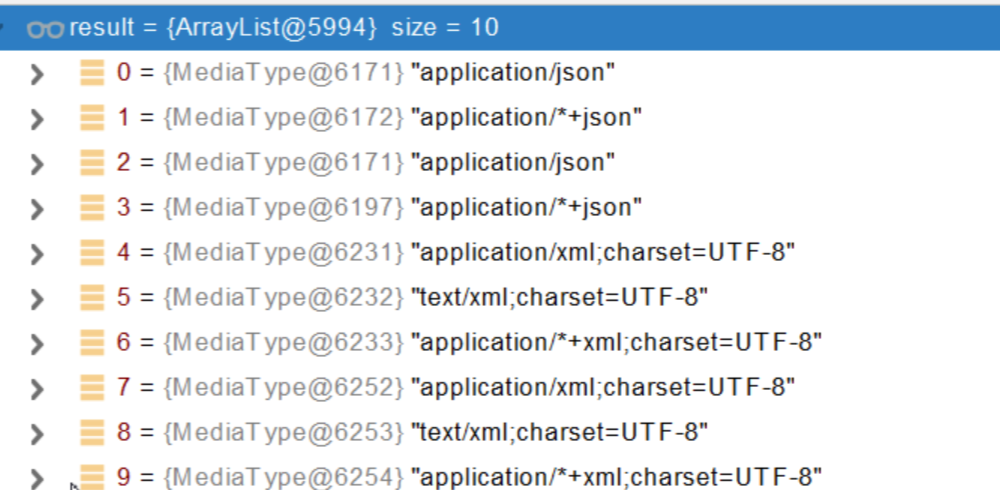 result = {ArrayList@5994} size = 10
0 = {MediaType@6171} "application/json"
1 = {MediaType@6172} "application/*+json"
2 = {MediaType@6171} "application/json"
3 = {MediaType@6197} "application/*+json"
4 = {MediaType@6231} "application/xml;charset=UTF-8"
5 = {MediaType@6232} "text/xml;charset=UTF-8"
6 = {MediaType@6233} "application/*+xml;charset=UTF-8"
7 = {MediaType@6252} "application/xml;charset=UTF-8"
8 = {MediaType@6253} "text/xml;charset=UTF-8"
9 = {MediaType@6254} "application/*+xml;charset=UTF-8"